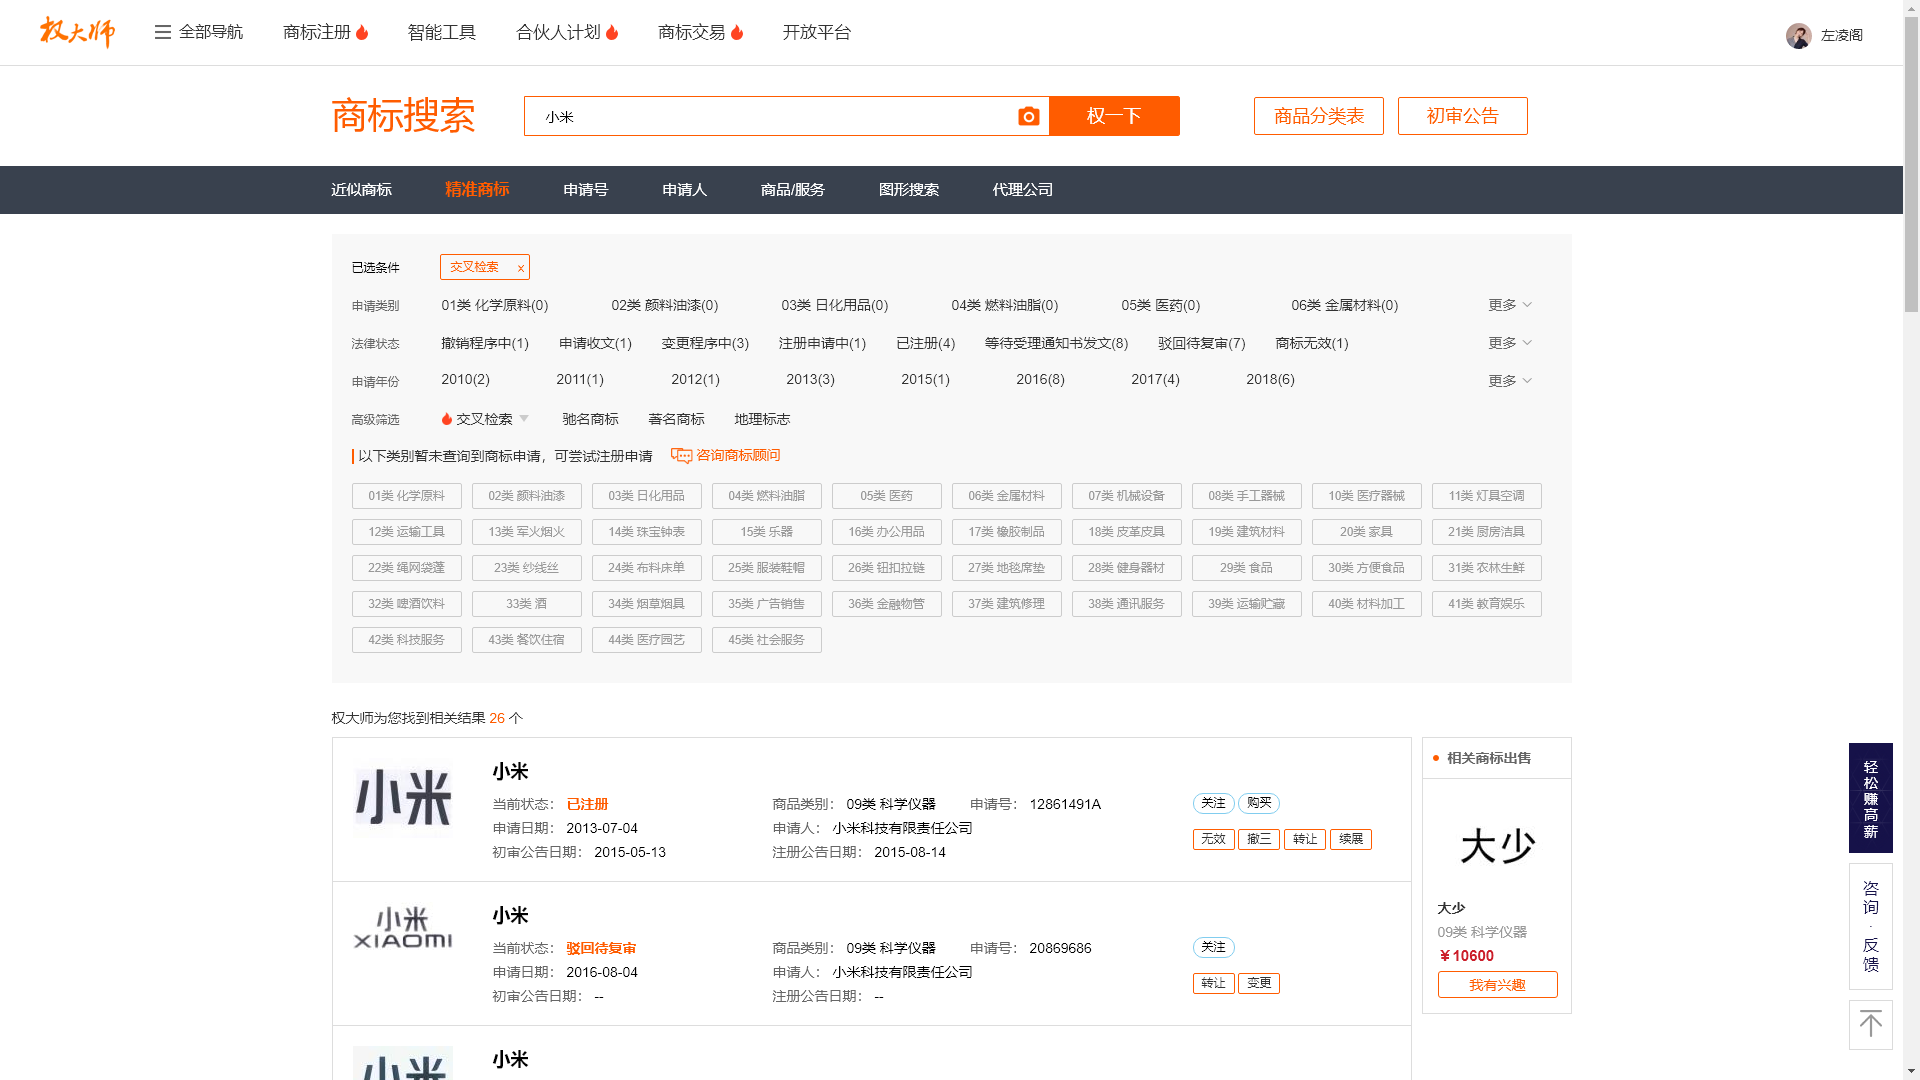 权大师
全部导航 商标注册 智能工具 合伙人计划 商标交易 开放平台 左凌阁
商标搜索 小米 权一下 商品分类表 初审公告
近似商标 精准商标 申请号 申请人 商品/服务 图形搜索 代理公司
已选条件 交叉检索 x
申请类别 01类 化学原料(0) 02类 颜料油漆(0) 03类 日化用品(0) 04类 燃料油脂(0) 05类 医药(0) 06类 金属材料(0) 更多
法律状态 撤销程序中(1) 申请收文(1) 变更程序中(3) 注册申请中(1) 已注册(4) 等待受理通知书发文(8) 驳回待复审(7) 商标无效(1) 更多
申请年份 2010(2) 2011(1) 2012(1) 2013(3) 2015(1) 2016(8) 2017(4) 2018(6) 更多
高级筛选 交叉检索 驰名商标 著名商标 地理标志
以下类别暂未查询到商标申请，可尝试注册申请 咨询商标顾问
01类 化学原料 02类 颜料油漆 03类 日化用品 04类 燃料油脂 05类 医药 06类 金属材料 07类 机械设备 08类 手工器械 10类 医疗器械 11类 灯具空调
12类 运输工具 13类 军火烟火 14类 珠宝钟表 15类 乐器 16类 办公用品 17类 橡胶制品 18类 皮革皮具 19类 建筑材料 20类 家具 21类 厨房洁具
22类 绳网袋蓬 23类 纱线丝 24类 布料床单 25类 服装鞋帽 26类 钮扣拉链 27类 地毯席垫 28类 健身器材 29类 食品 30类 方便食品 31类 农林生鲜
32类 啤酒饮料 33类 酒 34类 烟草烟具 35类 广告销售 36类 金融物管 37类 建筑修理 38类 通讯服务 39类 运输贮藏 40类 材料加工 41类 教育娱乐
42类 科技服务 43类 餐饮住宿 44类 医疗园艺 45类 社会服务
权大师为您找到相关结果 26 个
小米
小米
当前状态： 已注册 商品类别： 09类 科学仪器 申请号： 12861491A 关注 购买
申请日期： 2013-07-04 申请人： 小米科技有限责任公司 无效 撤三 转让 续展
初审公告日期： 2015-05-13 注册公告日期： 2015-08-14
小米
XIAOMI
小米
当前状态： 驳回待复审 商品类别： 09类 科学仪器 申请号： 20869686 关注
申请日期： 2016-08-04 申请人： 小米科技有限责任公司 转让 变更
初审公告日期： -- 注册公告日期： --
小米
小米
相关商标出售
大少
大少
09类 科学仪器
￥10600
我有兴趣
轻松赚高薪
咨询·反馈